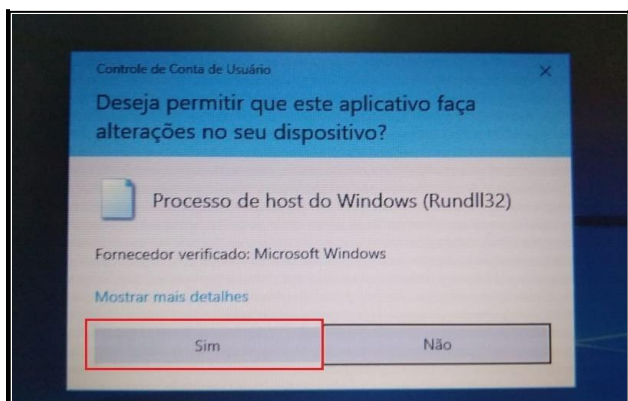 Controle de Conta de Usuário
Deseja permitir que este aplicativo faça
alterações no seu dispositivo?
Processo de host do Windows (Rundll32)
Fornecedor verificado: Microsoft Windows
Mostrar mais detalhes
Sim
Não